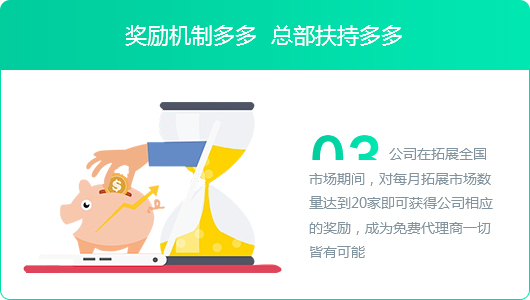 奖励机制多多 总部扶持多多
03 公司在拓展全国
市场期间，对每月拓展市场数
量达到20家即可获得公司相应
的奖励，成为免费代理商一切
皆有可能